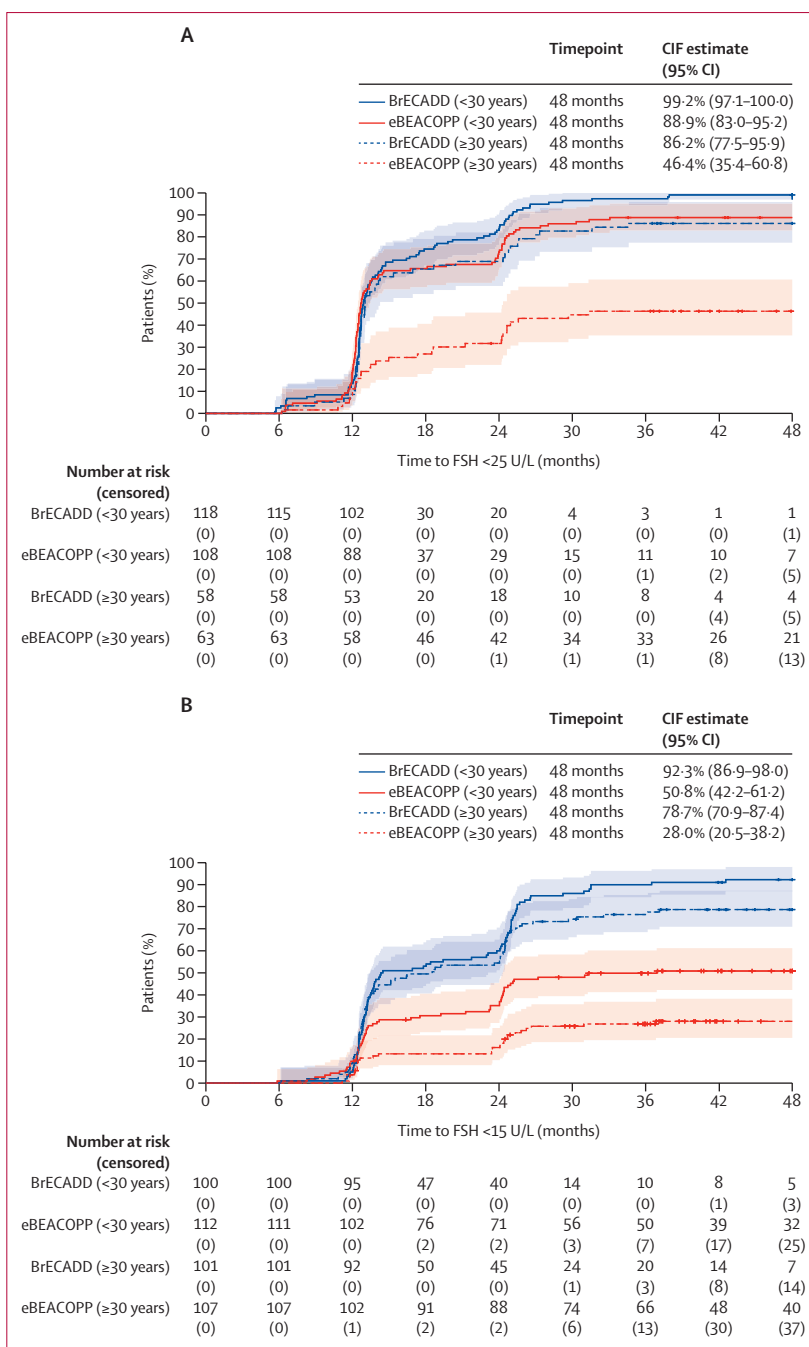 A
Timepoint CIF estimate
(95% CI)
BrECADD (<30 years) 48 months 99·2% (97·1–100·0)
eBEACOPP (<30 years) 48 months 88·9% (83·0–95·2)
BrECADD (≥30 years) 48 months 86·2% (77·5–95·9)
eBEACOPP (≥30 years) 48 months 46·4% (35·4–60·8)
100
90
80
70
60
50
40
30
20
10
0
Patients (%)
0 6 12 18 24 30 36 42 48
Time to FSH <25 U/L (months)
Number at risk
(censored)
BrECADD (<30 years) 118 115 102 30 20 4 3 1 1
(0) (0) (0) (0) (0) (0) (0) (0) (1)
eBEACOPP (<30 years) 108 108 88 37 29 15 11 10 7
(0) (0) (0) (0) (0) (0) (1) (2) (5)
BrECADD (≥30 years) 58 58 53 20 18 10 8 4 4
(0) (0) (0) (0) (0) (0) (0) (4) (5)
eBEACOPP (≥30 years) 63 63 58 46 42 34 33 26 21
(0) (0) (0) (0) (1) (1) (1) (8) (13)
B
Timepoint CIF estimate
(95% CI)
BrECADD (<30 years) 48 months 92·3% (86·9–98·0)
eBEACOPP (<30 years) 48 months 50·8% (42·2–61·2)
BrECADD (≥30 years) 48 months 78·7% (70·9–87·4)
eBEACOPP (≥30 years) 48 months 28·0% (20·5–38·2)
100
90
80
70
60
50
40
30
20
10
0
Patients (%)
0 6 12 18 24 30 36 42 48
Time to FSH <15 U/L (months)
Number at risk
(censored)
BrECADD (<30 years) 100 100 95 47 40 14 10 8 5
(0) (0) (0) (0) (0) (0) (0) (1) (3)
eBEACOPP (<30 years) 112 111 102 76 71 56 50 39 32
(0) (0) (0) (2) (2) (3) (7) (17) (25)
BrECADD (≥30 years) 101 101 92 50 45 24 20 14 7
(0) (0) (0) (0) (0) (1) (3) (8) (14)
eBEACOPP (≥30 years) 107 107 102 91 88 74 66 48 40
(0) (0) (1) (2) (2) (6) (13) (30) (37)